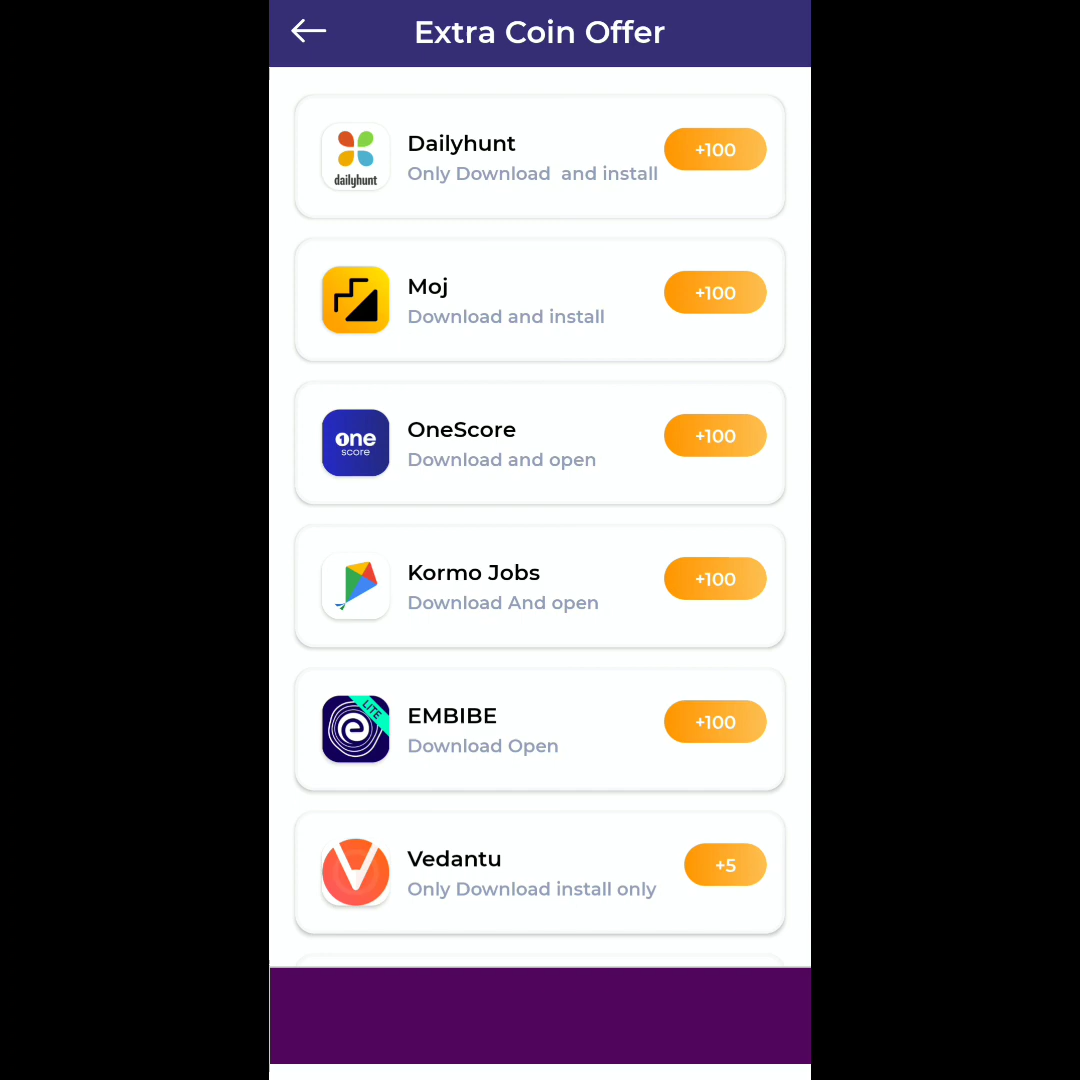 Extra Coin Offer
Dailyhunt
Only Download  and install
+100
dailyhunt
Moj
Download and install
+100
OneScore
Download and open
+100
one
score
Kormo Jobs
Download And open
+100
EMBIBE
Download Open
+100
LITE
e
Vedantu
Only Download install only
+5